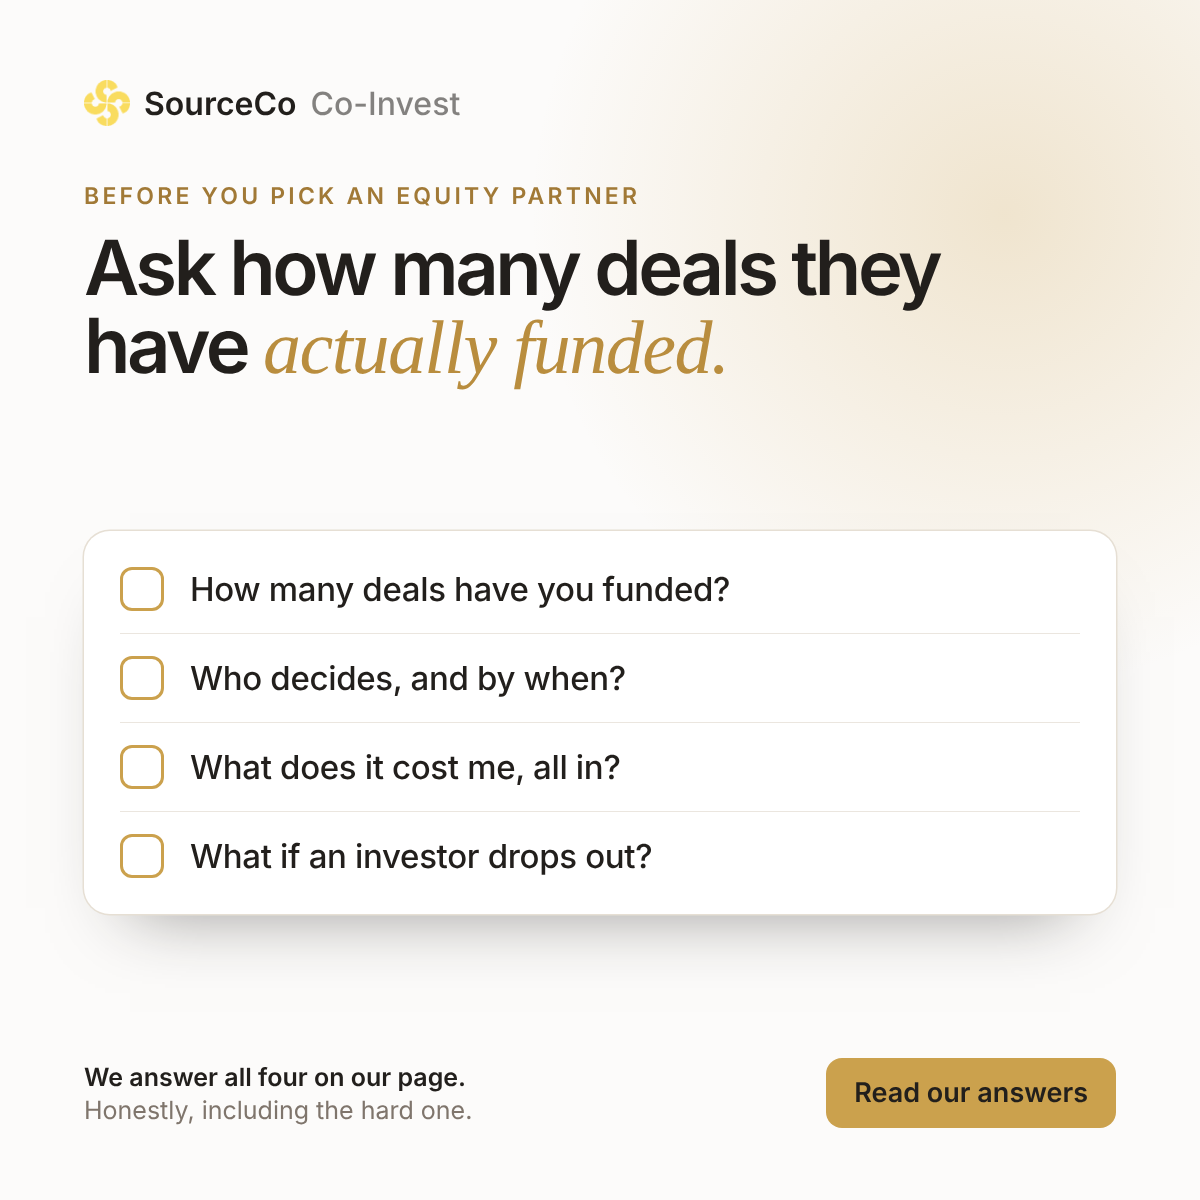 SourceCo Co-Invest
BEFORE YOU PICK AN EQUITY PARTNER
Ask how many deals they
have actually funded.
How many deals have you funded?
Who decides, and by when?
What does it cost me, all in?
What if an investor drops out?
We answer all four on our page.
Honestly, including the hard one.
Read our answers